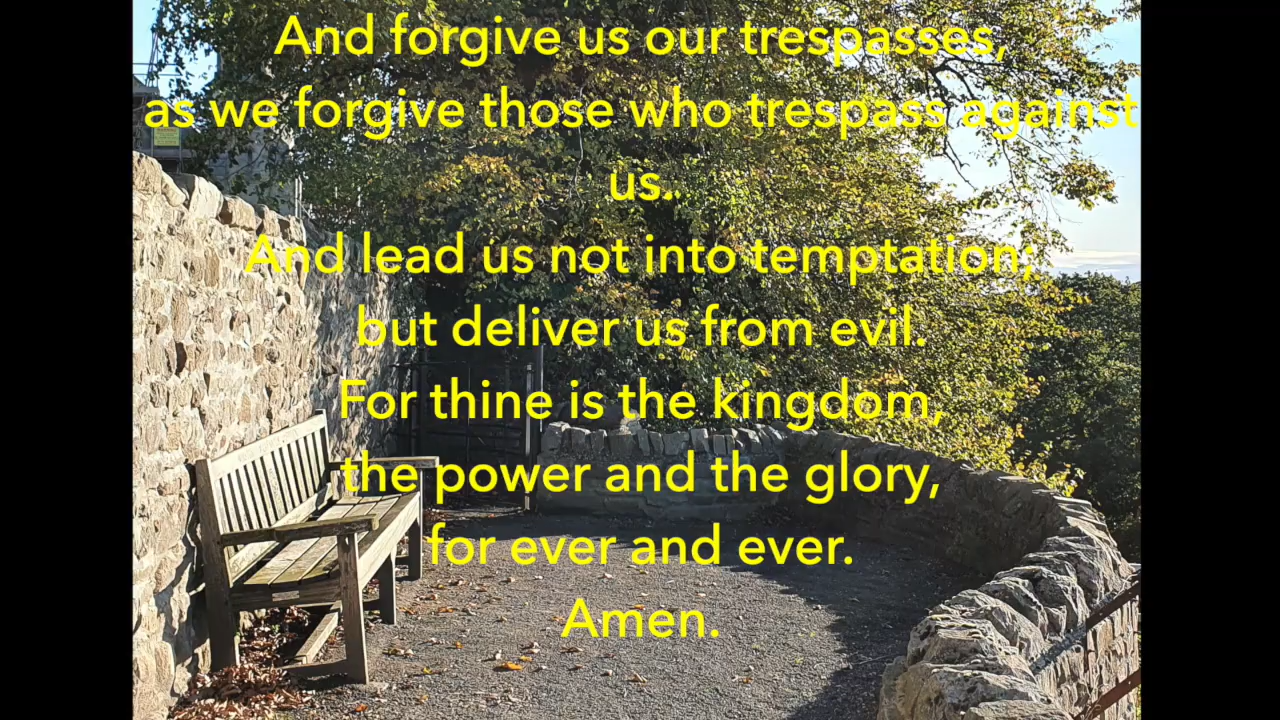 And forgive us our trespasses,
as we forgive those who trespass against
us.
And lead us not into temptation;
but deliver us from evil.
For thine is the kingdom,
the power and the glory,
for ever and ever.
Amen.